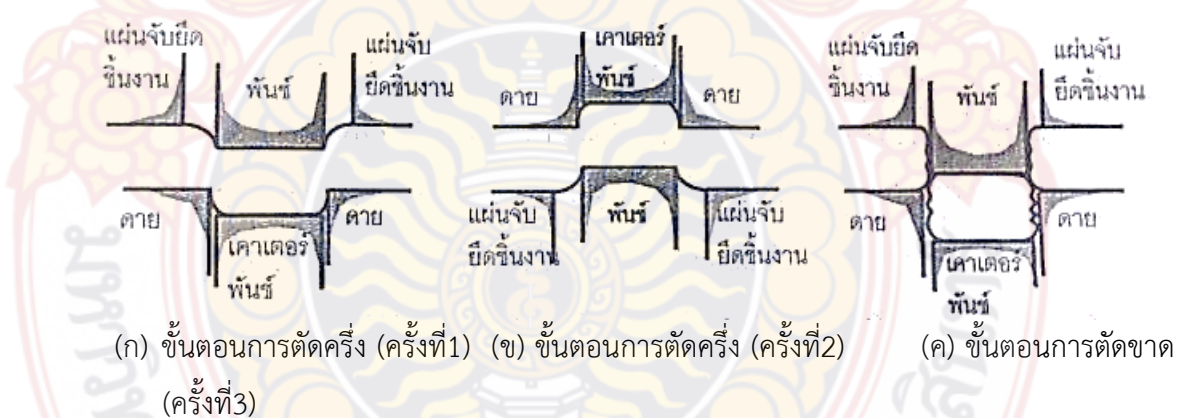 แผ่นจับยึด
ชิ้นงาน
พันซ์
แผ่นจับ
ยึดชิ้นงาน
ดาย
เคาเตอร์
พันซ์
ดาย
เคาเตอร์
พันซ์
ดาย
ดาย
แผ่นจับ
ยึดชิ้นงาน
พันซ์
แผ่นจับ
ยึดชิ้นงาน
แผ่นจับยึด
ชิ้นงาน
พันซ์
แผ่นจับ
ยึดชิ้นงาน
ดาย
เคาเตอร์
พันซ์
ดาย
(ก) ขั้นตอนการตัดครึ่ง (ครั้งที่1) (ข) ขั้นตอนการตัดครึ่ง (ครั้งที่2) (ค) ขั้นตอนการตัดขาด
(ครั้งที่3)